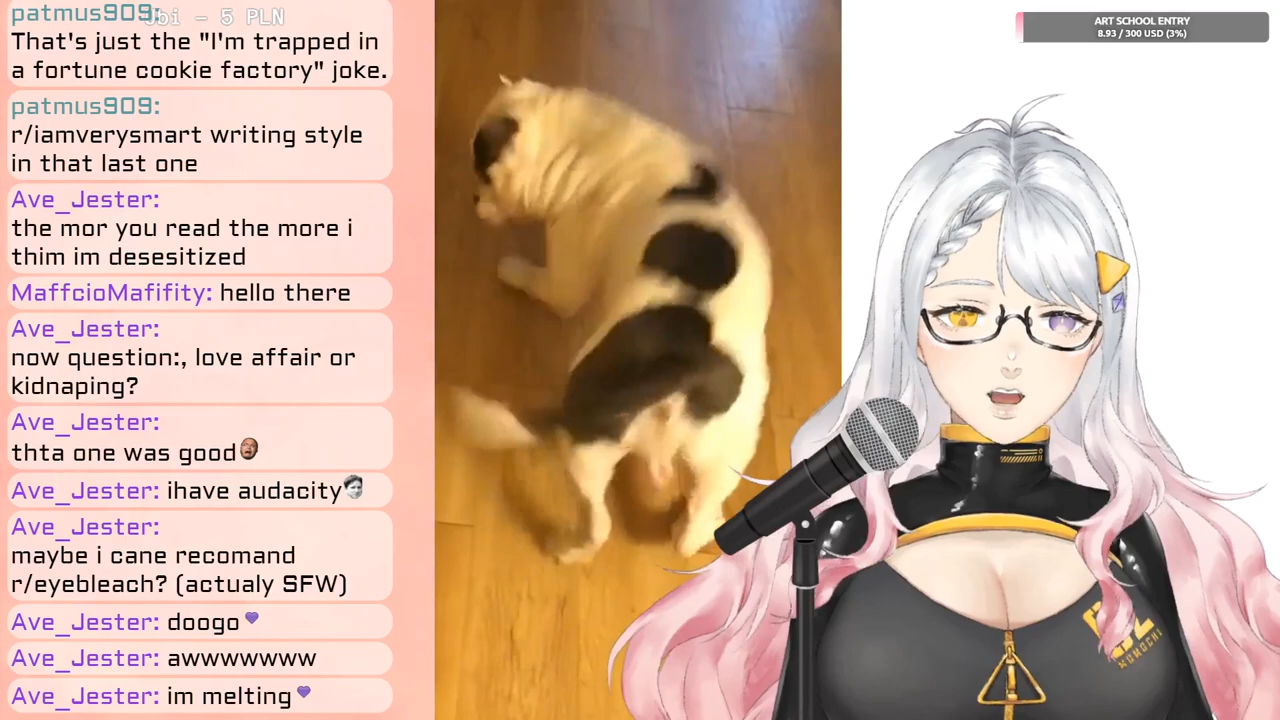 patmus909:
bi - 5 PLN
That's just the "I'm trapped in
a fortune cookie factory" joke.
patmus909:
r/iamverysmart writing style
in that last one
Ave_Jester:
the mor you read the more i
thim im desesitized
MaffcioMafifity: hello there
Ave_Jester:
now question:, love affair or
kidnaping?
Ave_Jester:
thta one was good
Ave_Jester: ihave audacity
Ave_Jester:
maybe i cane recomand
r/eyebleach? (actualy SFW)
Ave_Jester: doogo
Ave_Jester: awwwwwww
Ave_Jester: im melting
ART SCHOOL ENTRY
8.93 / 300 USD (3%)